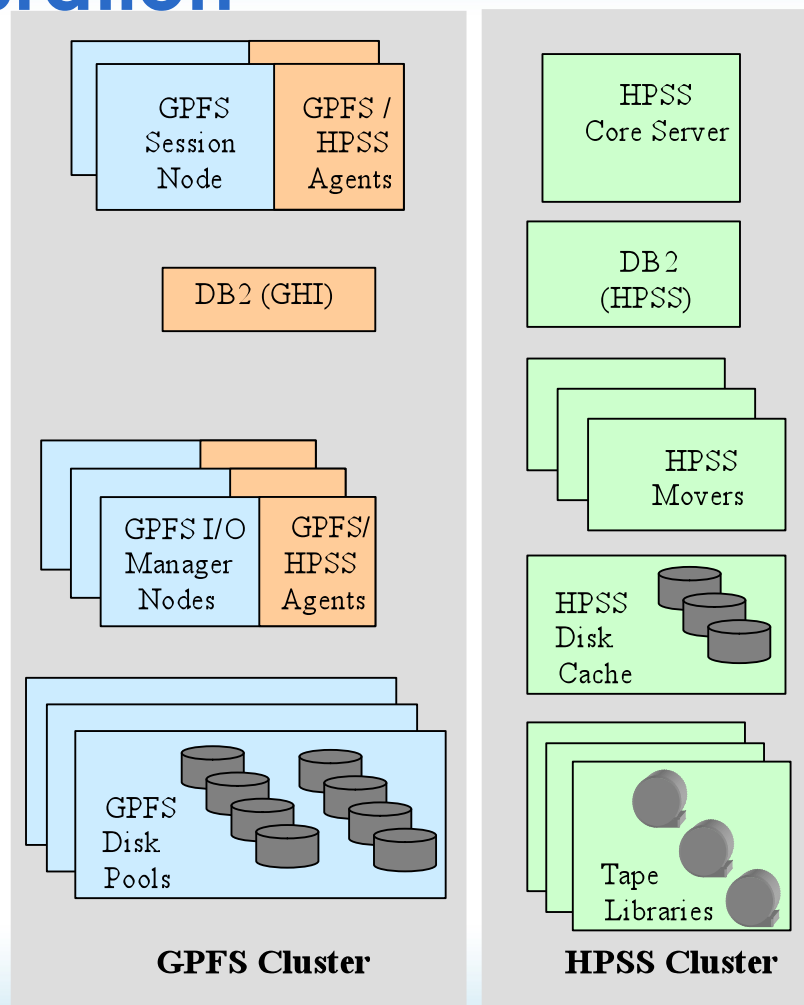 GPFS
Session
Node
GPFS /
HPSS
Agents
DB2 (GHI)
GPFS I/O
Manager
Nodes
GPFS/
HPSS
Agents
GPFS
Disk
Pools
GPFS Cluster
HPSS
Core Server
DB2
(HPSS)
HPSS
Movers
HPSS
Disk
Cache
Tape
Libraries
HPSS Cluster